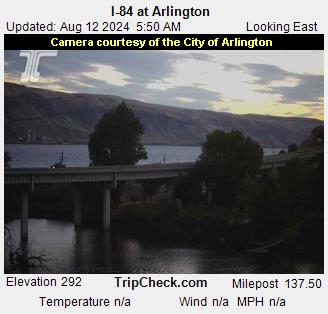 I-84 at Arlington
Updated: Aug 12 2024  5:50 AM Looking East
Camera courtesy of the City of Arlington
Elevation 292 TripCheck.com Milepost 137.50
Temperature n/a Wind n/a MPH n/a